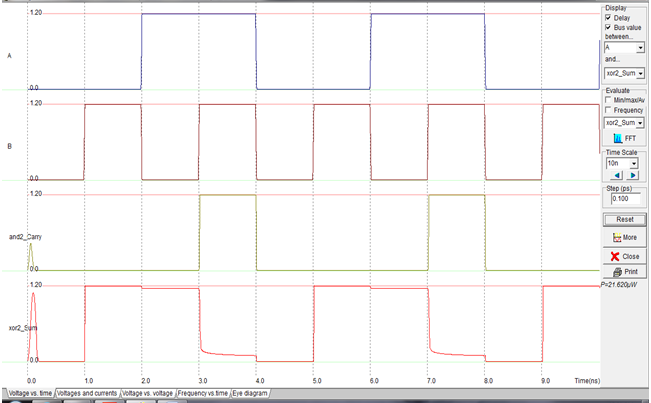 1.20
A
0.0
1.20
B
0.0
1.20
and2_Carry
0.0
1.20
xor2_Sum
0.0
0.0 1.0 2.0 3.0 4.0 5.0 6.0 7.0 8.0 9.0 Time(ns)
Voltage vs. time Voltages and currents Voltage vs. voltage Frequency vs.time Eye diagram
Display
Delay
Bus value
between...
A
and...
xor2_Sum
Evaluate
Min/max/Av
Frequency
xor2_Sum
FFT
Time Scale
10n
Step (ps)
0.100
Reset
More
Close
Print
P=21.620µW